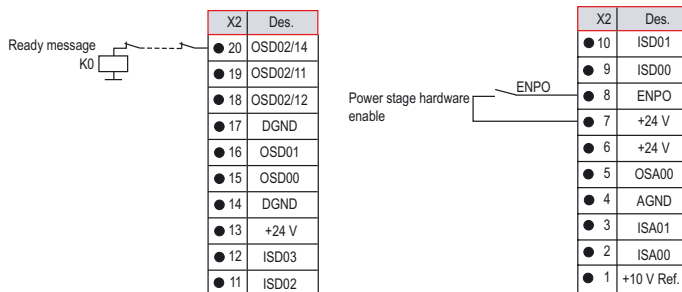 X2 Des.
Ready message
K0
20 OSD02/14
19 OSD02/11
18 OSD02/12
17 DGND
16 OSD01
15 OSD00
14 DGND
13 +24 V
12 ISD03
11 ISD02
X2 Des.
10 ISD01
9 ISD00
Power stage hardware
enable
ENPO
8 ENPO
7 +24 V
6 +24 V
5 OSA00
4 AGND
3 ISA01
2 ISA00
1 +10 V Ref.